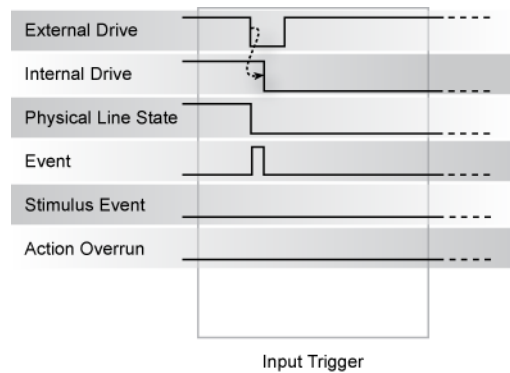 External Drive
Internal Drive
Physical Line State
Event
Stimulus Event
Action Overrun
Input Trigger